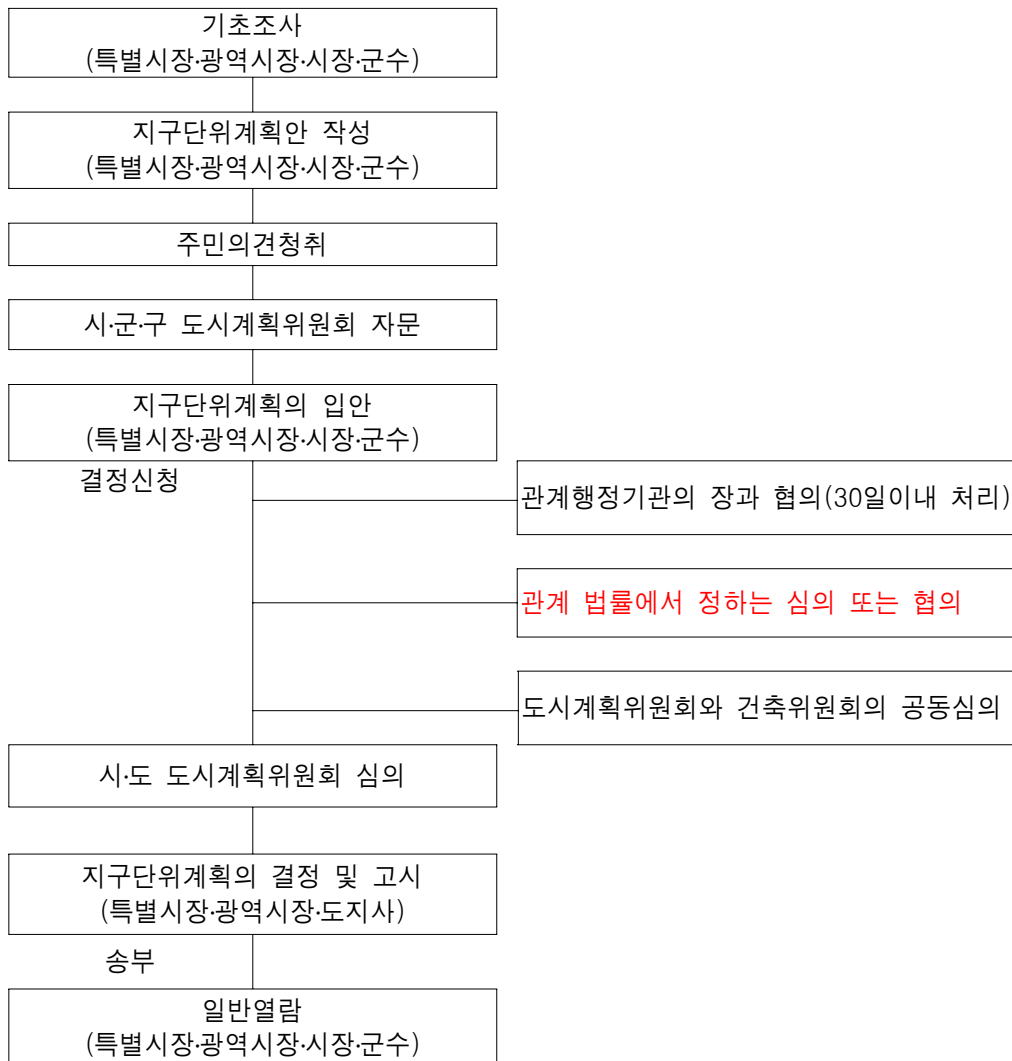 기초조사
(특별시장·광역시장·시장·군수)
지구단위계획안 작성
(특별시장·광역시장·시장·군수)
주민의견청취
시·군·구 도시계획위원회 자문
지구단위계획의 입안
(특별시장·광역시장·시장·군수)
결정신청
관계행정기관의 장과 협의(30일이내 처리)
관계 법률에서 정하는 심의 또는 협의
도시계획위원회와 건축위원회의 공동심의
시·도 도시계획위원회 심의
지구단위계획의 결정 및 고시
(특별시장·광역시장·도지사)
송부
일반열람
(특별시장·광역시장·시장·군수)